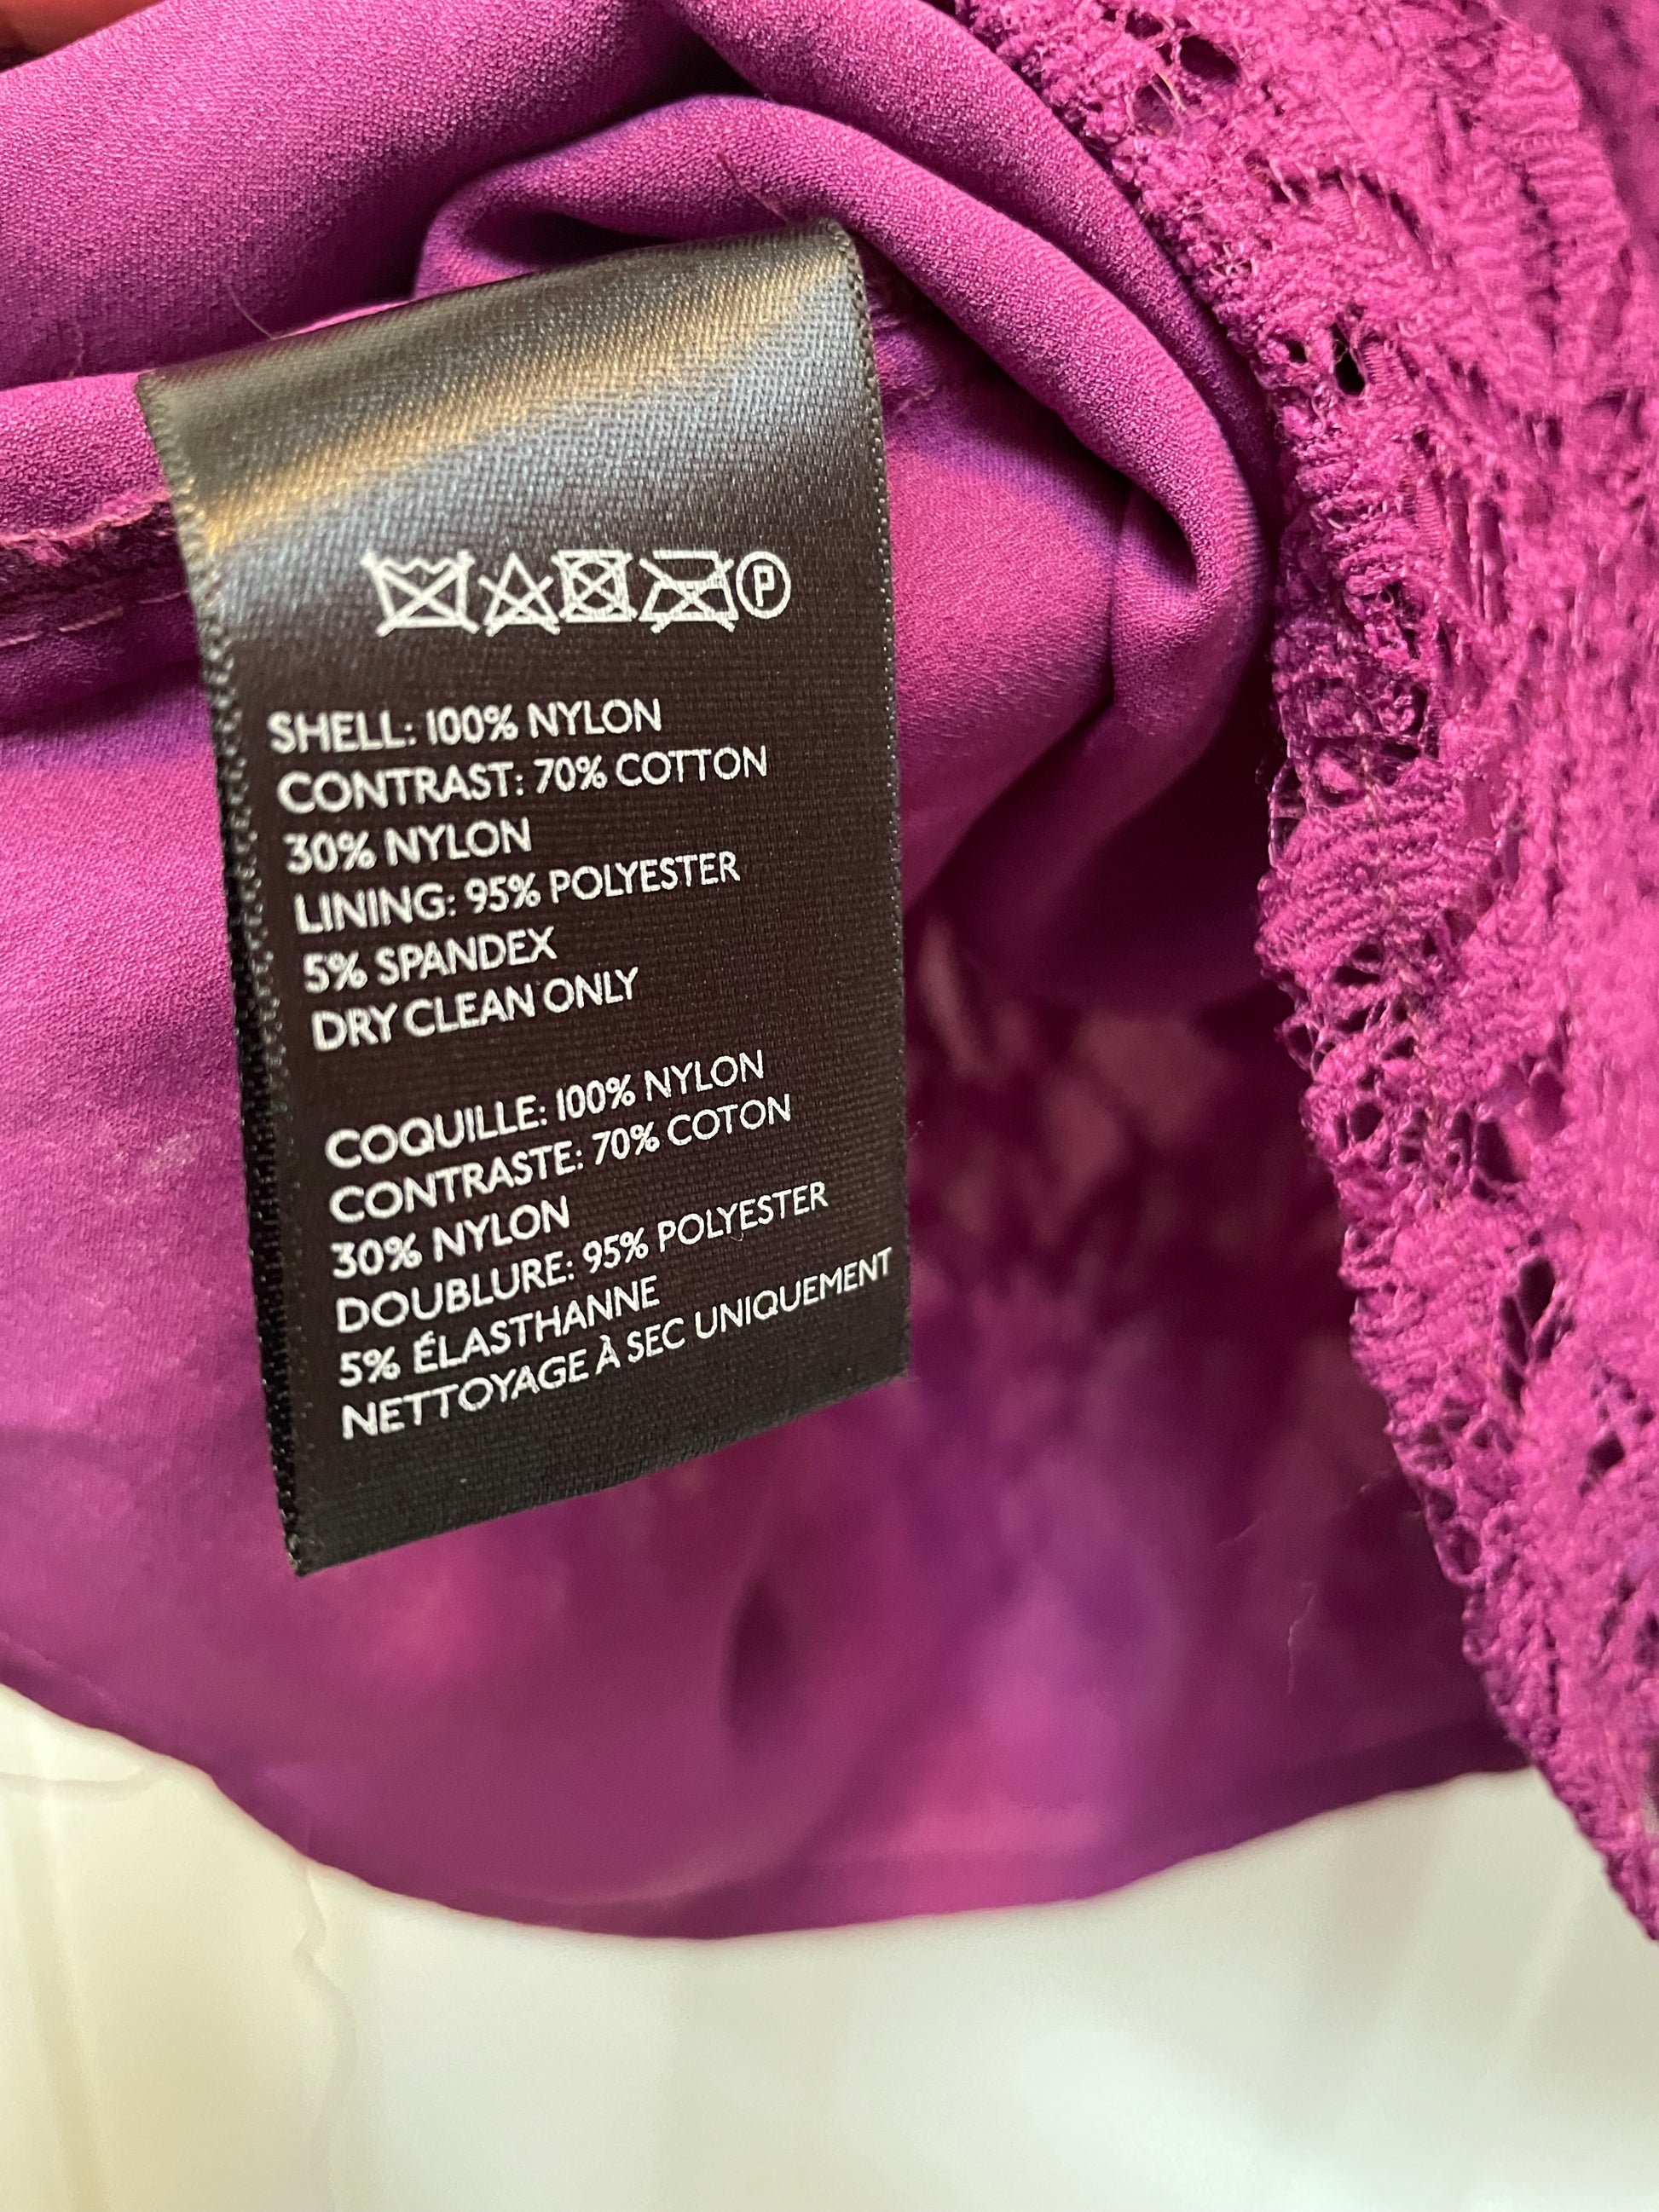 P
SHELL: 100% NYLON
CONTRAST: 70% COTTON
30% NYLON
LINING: 95% POLYESTER
5% SPANDEX
DRY CLEAN ONLY
COQUILLE: 100% NYLON
CONTRASTE: 70% COTON
30% NYLON
DOUBLURE: 95% POLYESTER
5% ÉLASTHANNE
NETTOYAGE À SEC UNIQUEMENT